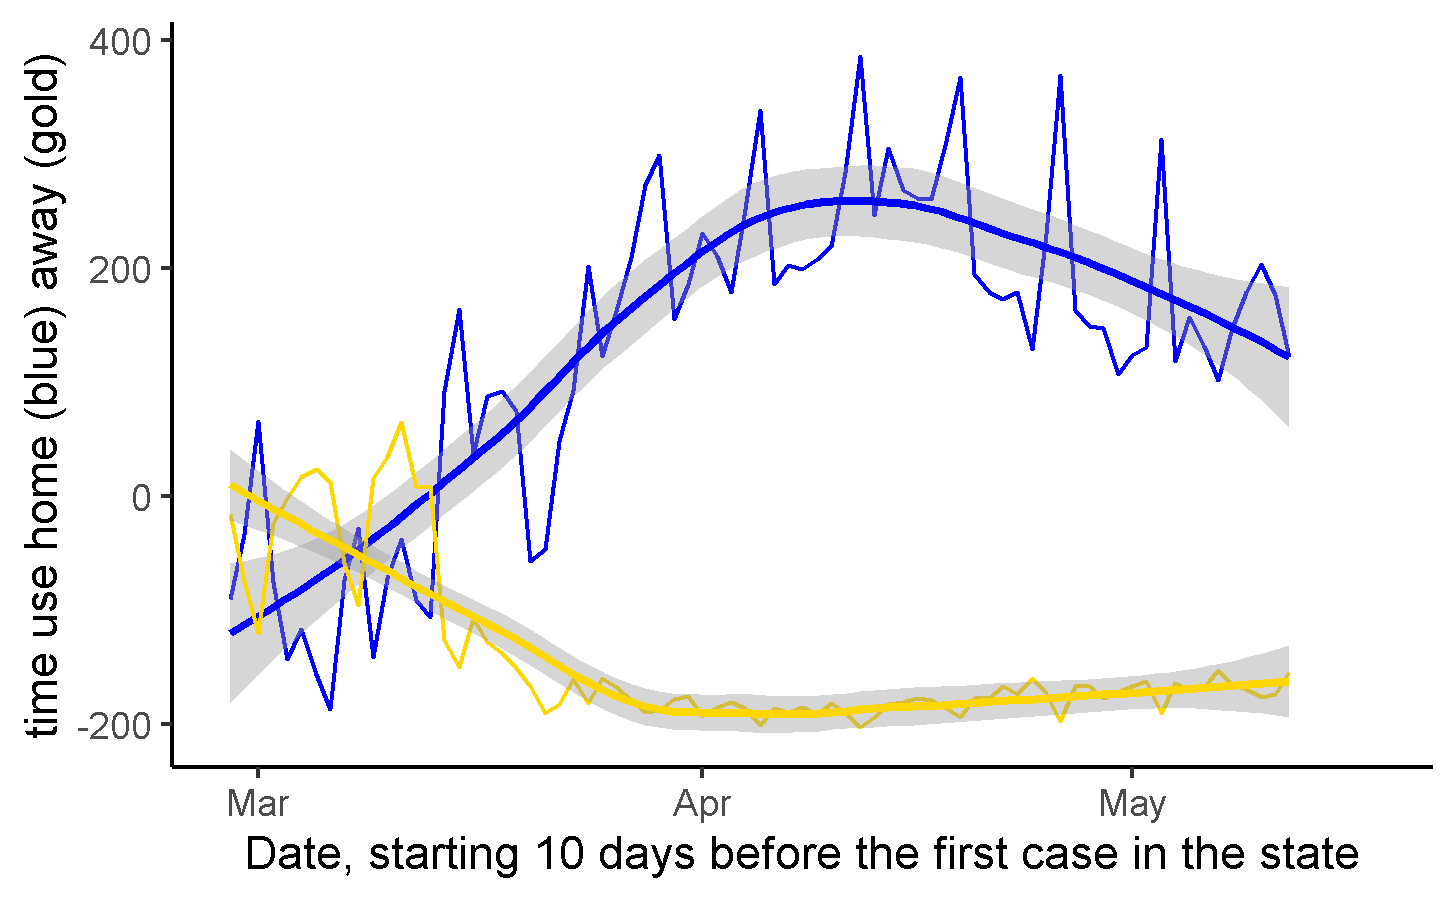 time use home (blue) away (gold)
400
200
0
-200
Mar Apr May
Date, starting 10 days before the first case in the state